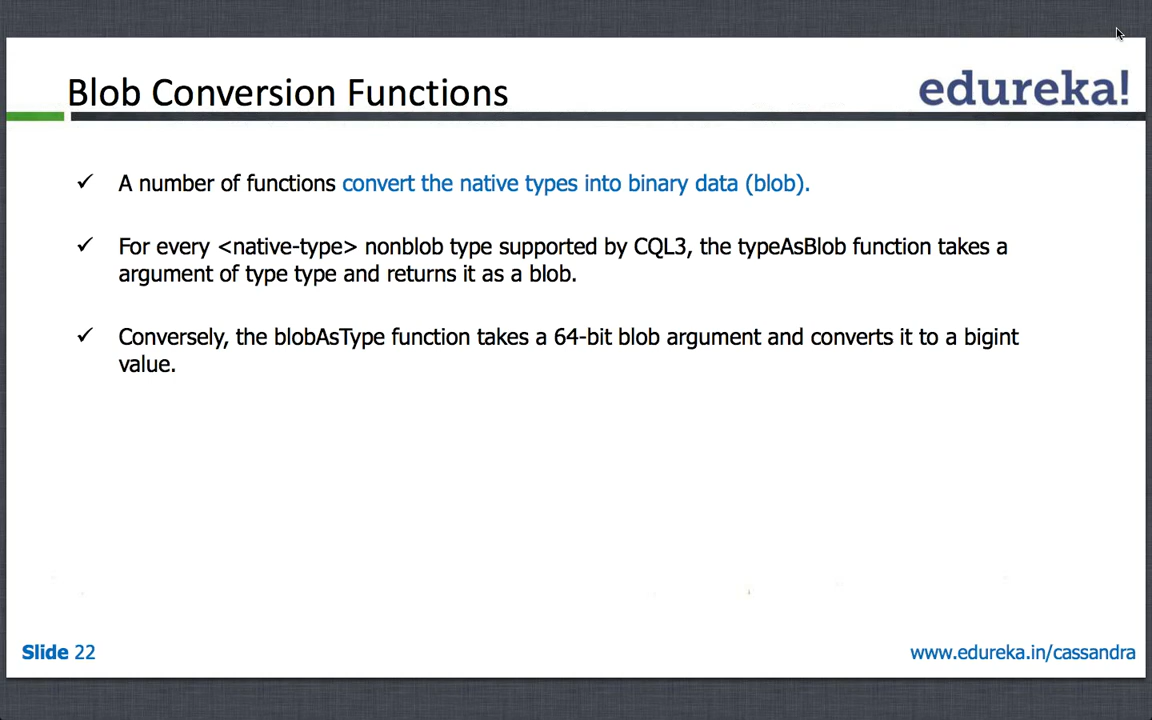 Blob Conversion Functions
edureka!
✓ A number of functions convert the native types into binary data (blob).
✓ For every <native-type> nonblob type supported by CQL3, the typeAsBlob function takes a
argument of type type and returns it as a blob.
✓ Conversely, the blobAsType function takes a 64-bit blob argument and converts it to a bigint
value.
Slide 22
www.edureka.in/cassandra